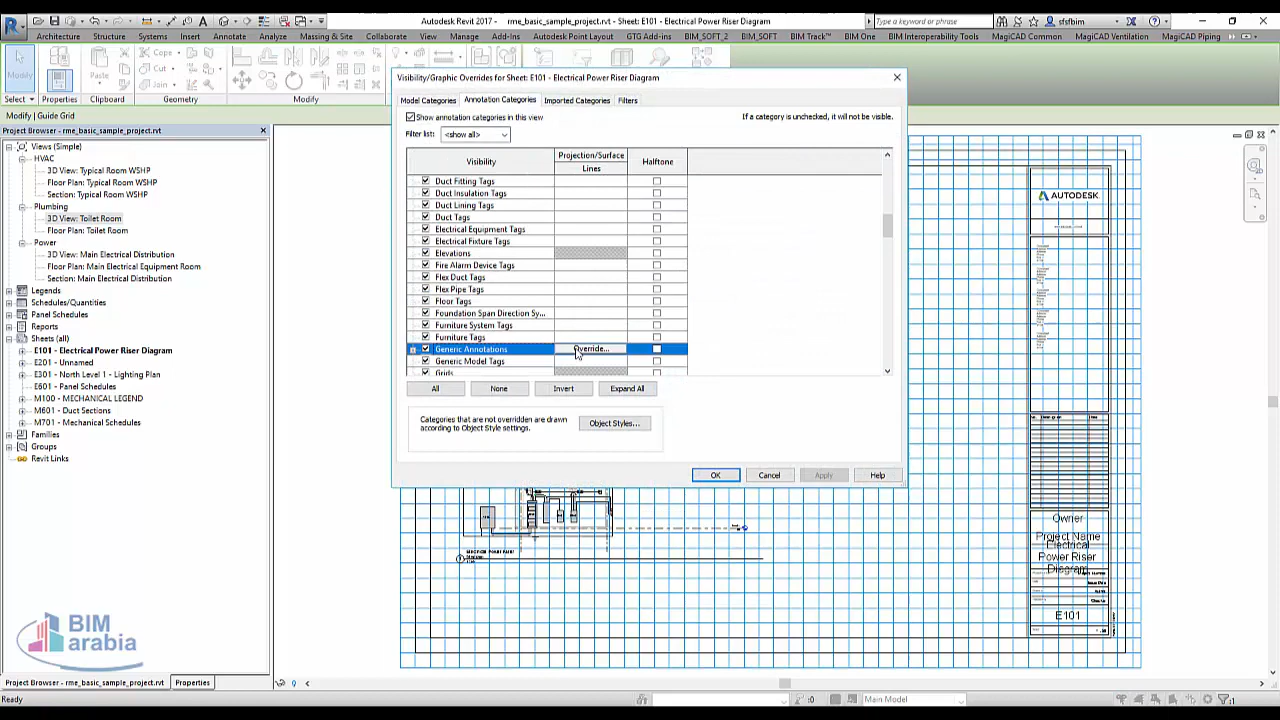 Autodesk Revit 2017 - rme_basic_sample_project.rvt - Sheet: E101 - Electrical Power Riser Diagram
Type a keyword or phrase
sfsfbim
Architecture Structure Systems Insert Annotate Analyze Massing & Site Collaborate View Manage Add-Ins Autodesk Point Layout GTG Add-ins BIM_SOFT_2 BIM_SOFT BIM Track™ BIM One BIM Interoperability Tools MagiCAD Common MagiCAD Ventilation MagiCAD Piping
Modify
Paste
Cope
Cut
Join
Select Properties Clipboard Geometry Modify
Modify | Guide Grid
Project Browser - rme_basic_sample_project.rvt
Views (Simple)
HVAC
3D View: Typical Room WSHP
Floor Plan: Typical Room WSHP
Section: Typical Room WSHP
Plumbing
3D View: Toilet Room
Floor Plan: Toilet Room
Power
3D View: Main Electrical Distribution
Floor Plan: Main Electrical Equipment Room
Section: Main Electrical Distribution
Legends
Schedules/Quantities
Panel Schedules
Reports
Sheets (all)
E101 - Electrical Power Riser Diagram
E201 - Unnamed
E301 - North Level 1 - Lighting Plan
E601 - Panel Schedules
M100 - MECHANICAL LEGEND
M601 - Duct Sections
M701 - Mechanical Schedules
Families
Groups
Revit Links
BIM
arabia
Project Browser - rme_basic_sample_project.rvt Properties
Ready
Visibility/Graphic Overrides for Sheet: E101 - Electrical Power Riser Diagram
Model Categories Annotation Categories Imported Categories Filters
Show annotation categories in this view
If a category is unchecked, it will not be visible.
Filter list: <show all>
Visibility Projection/Surface Halftone
Lines
Duct Fitting Tags
Duct Insulation Tags
Duct Lining Tags
Duct Tags
Electrical Equipment Tags
Electrical Fixture Tags
Elevations
Fire Alarm Device Tags
Flex Duct Tags
Flex Pipe Tags
Floor Tags
Foundation Span Direction Sy...
Furniture System Tags
Furniture Tags
Generic Annotations Override...
Generic Model Tags
Grids
All None Invert Expand All
Categories that are not overridden are drawn
according to Object Style settings.
Object Styles...
OK Cancel Apply Help
AUTODESK
ELECTRICAL POWER RISER
Owner
Project Name
Electrical
Power Riser
Diagram
E101
:0
Main Model
:1